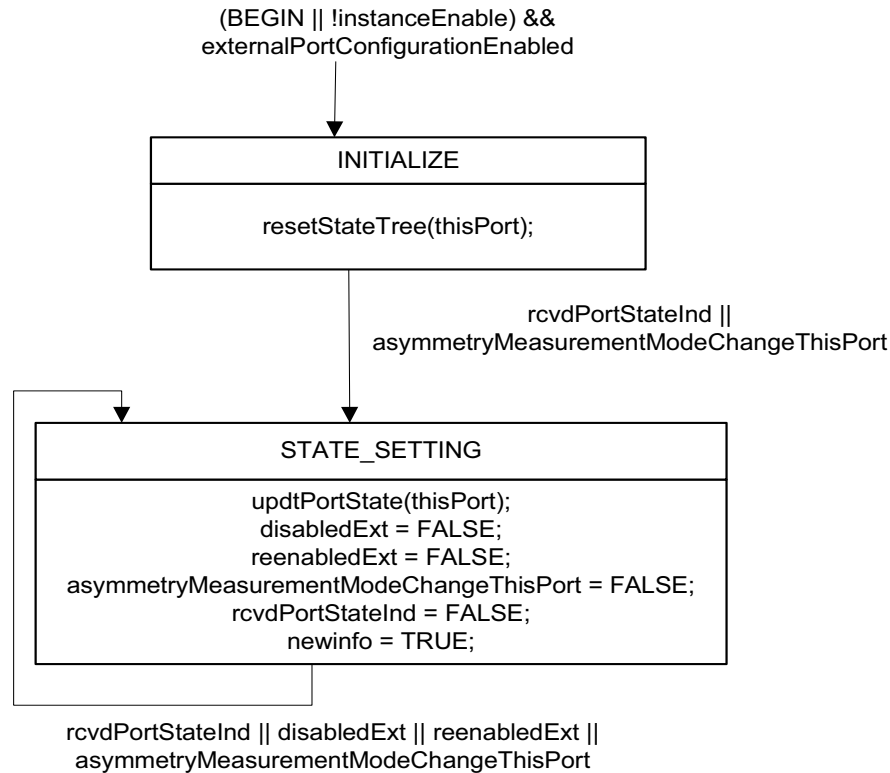 (BEGIN || !instanceEnable) &&
externalPortConfigurationEnabled
INITIALIZE
resetStateTree(thisPort);
rcvdPortStateInd ||
asymmetryMeasurementModeChangeThisPort
STATE_SETTING
updtPortState(thisPort);
disabledExt = FALSE;
reenabledExt = FALSE;
asymmetryMeasurementModeChangeThisPort = FALSE;
rcvdPortStateInd = FALSE;
newinfo = TRUE;
rcvdPortStateInd || disabledExt || reenabledExt ||
asymmetryMeasurementModeChangeThisPort